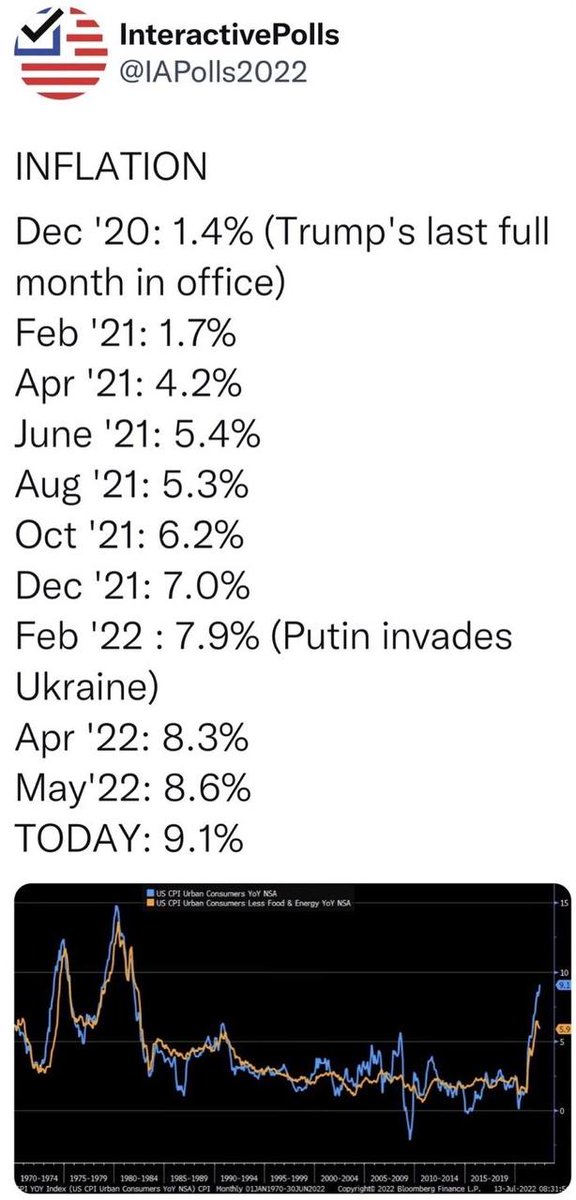 InteractivePolls
@IAPolls2022
INFLATION
Dec '20: 1.4% (Trump's last full
month in office)
Feb '21: 1.7%
Apr '21: 4.2%
June '21: 5.4%
Aug '21: 5.3%
Oct '21: 6.2%
Dec '21: 7.0%
Feb '22 : 7.9% (Putin invades
Ukraine)
Apr '22: 8.3%
May'22: 8.6%
TODAY: 9.1%
US CPI Urban Consumers YoY NSA
US CPI Urban Consumers Less Food & Energy YoY NSA
15
10
9.1
5.9
5
0
1970-1974 1975-1979 1980-1984 1985-1989 1990-1994 1995-1999 2000-2004 2005-2009 2010-2014 2015-2019
PI YOY Index (US CPI Urban Consumers YoY NSA) CPI Monthly 01JAN1970-30JUN2022 Copyright© 2022 Bloomberg Finance L.P. 13-Jul-2022 08:31:5